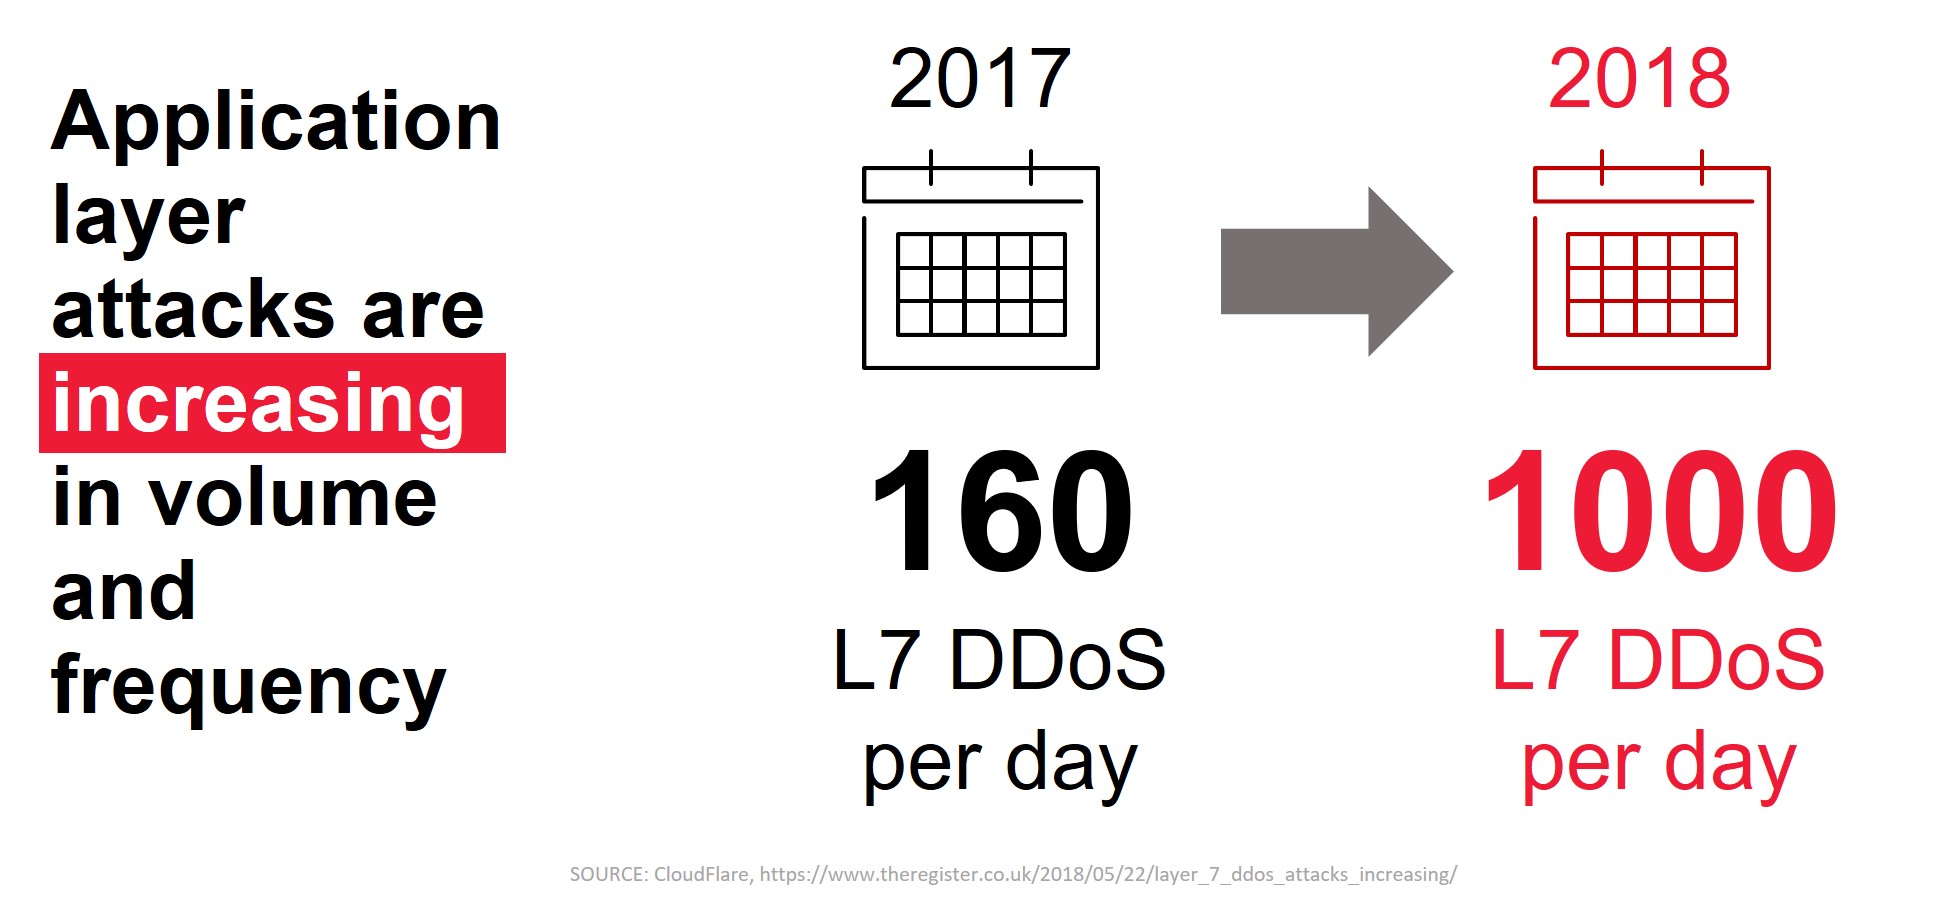 Application
layer
attacks are
increasing
in volume
and
frequency
2017
160
L7 DDoS
per day
2018
1000
L7 DDoS
per day
SOURCE: CloudFlare, https://www.theregister.co.uk/2018/05/22/layer_7_ddos_attacks_increasing/